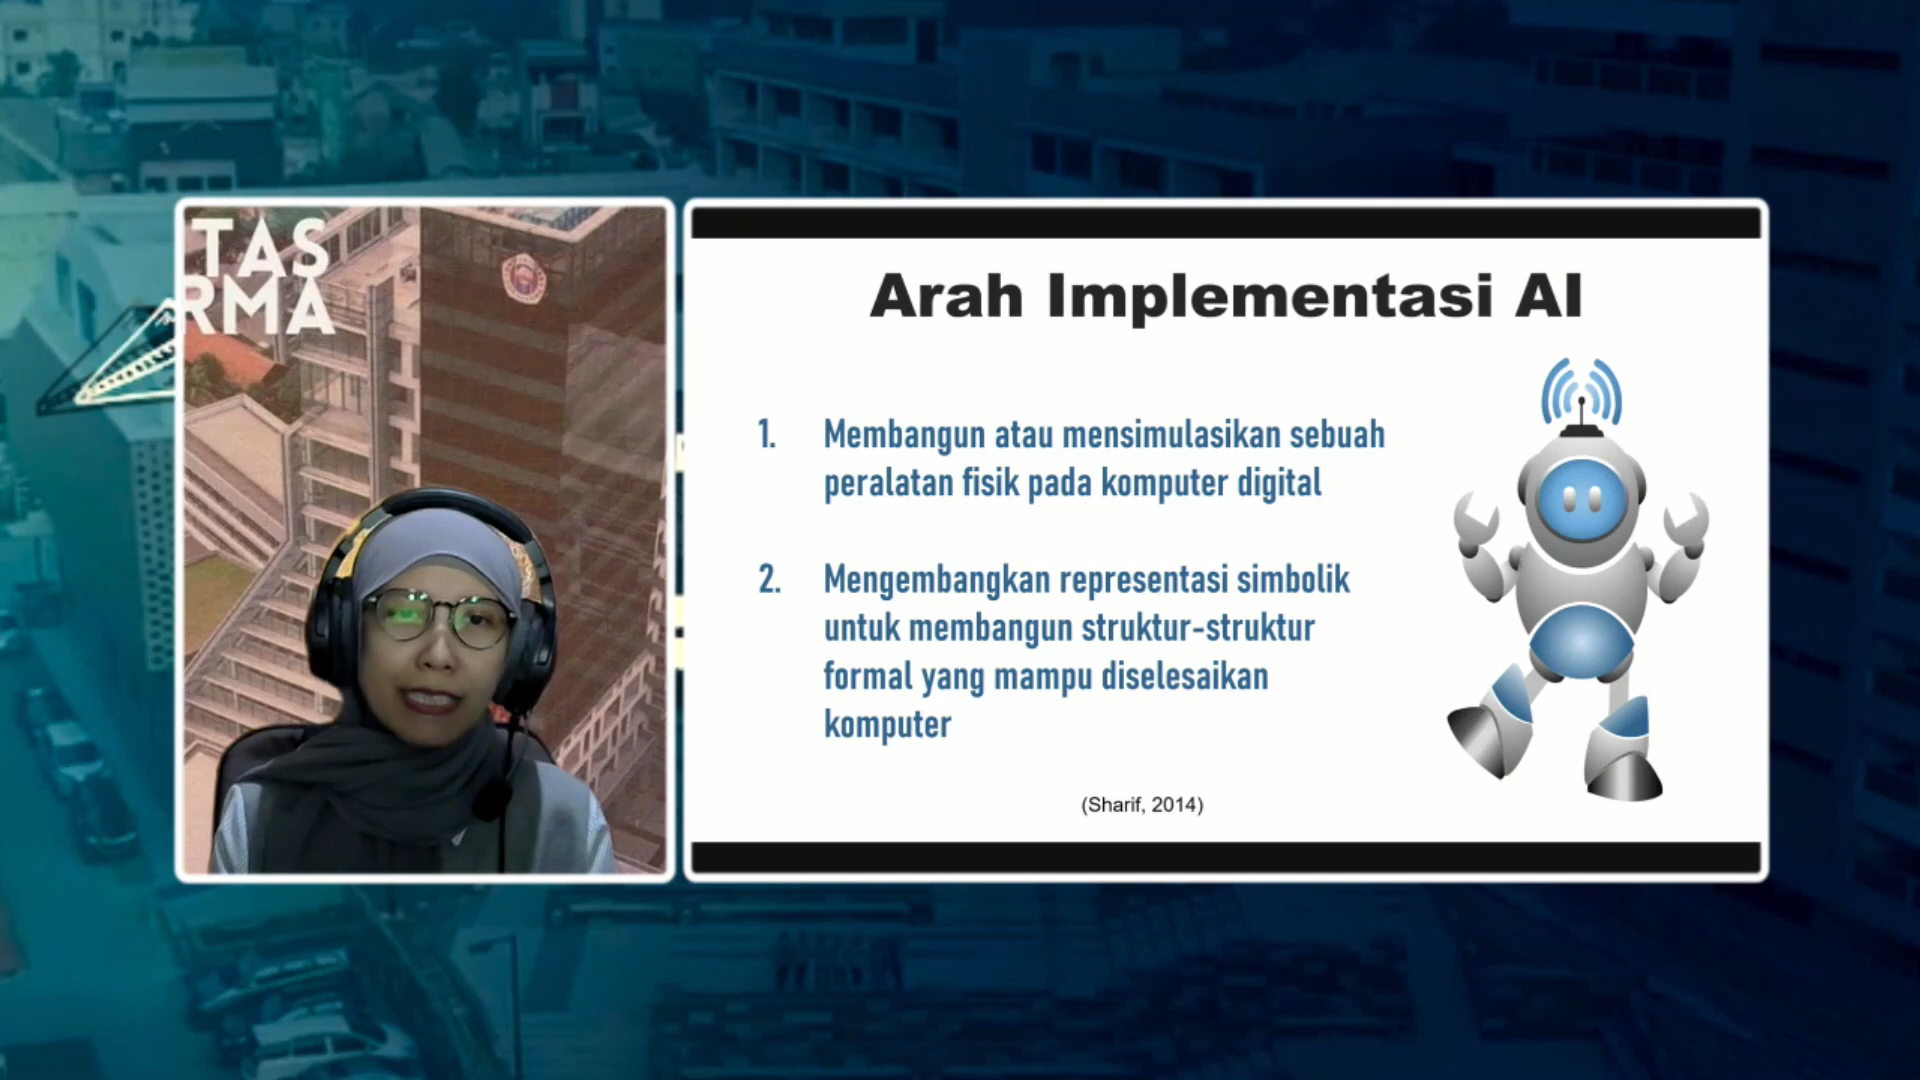 TAS
RMA
Arah Implementasi AI
1. Membangun atau mensimulasikan sebuah
peralatan fisik pada komputer digital
2. Mengembangkan representasi simbolik
untuk membangun struktur-struktur
formal yang mampu diselesaikan
komputer
(Sharif, 2014)